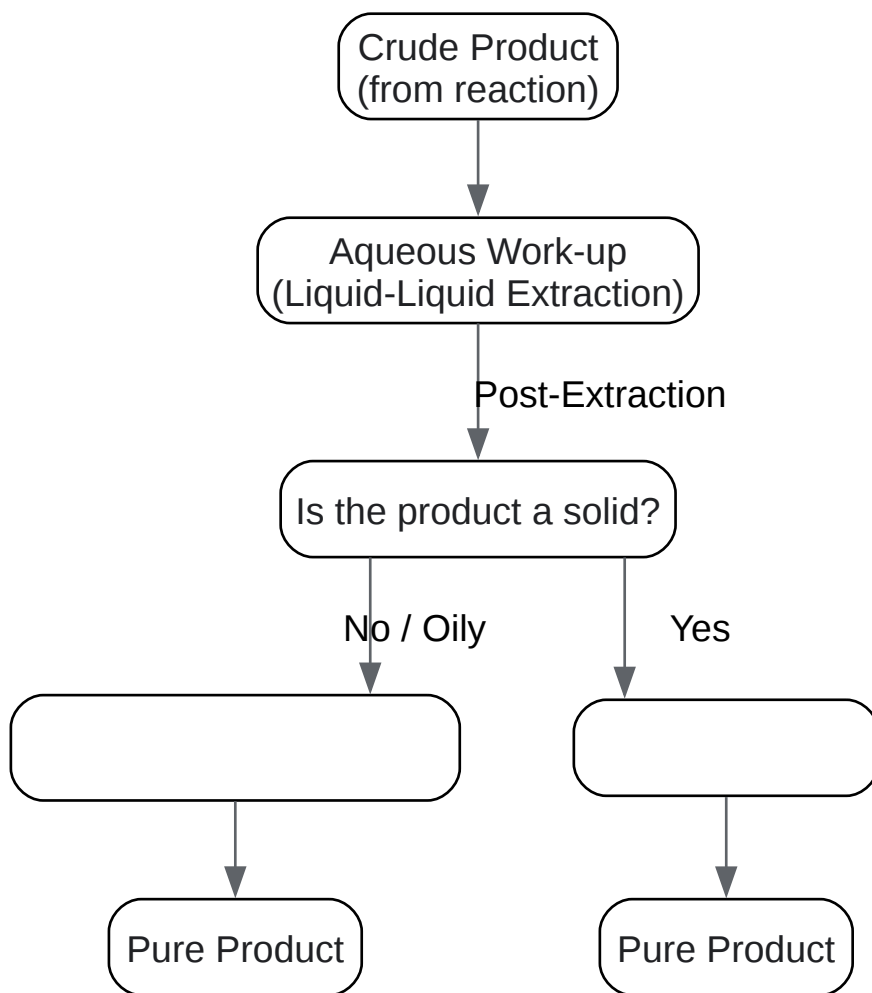 Crude Product
(from reaction)
Aqueous Work-up
(Liquid-Liquid Extraction)
Post-Extraction
Is the product a solid?
No / Oily
Yes
Pure Product
Pure Product